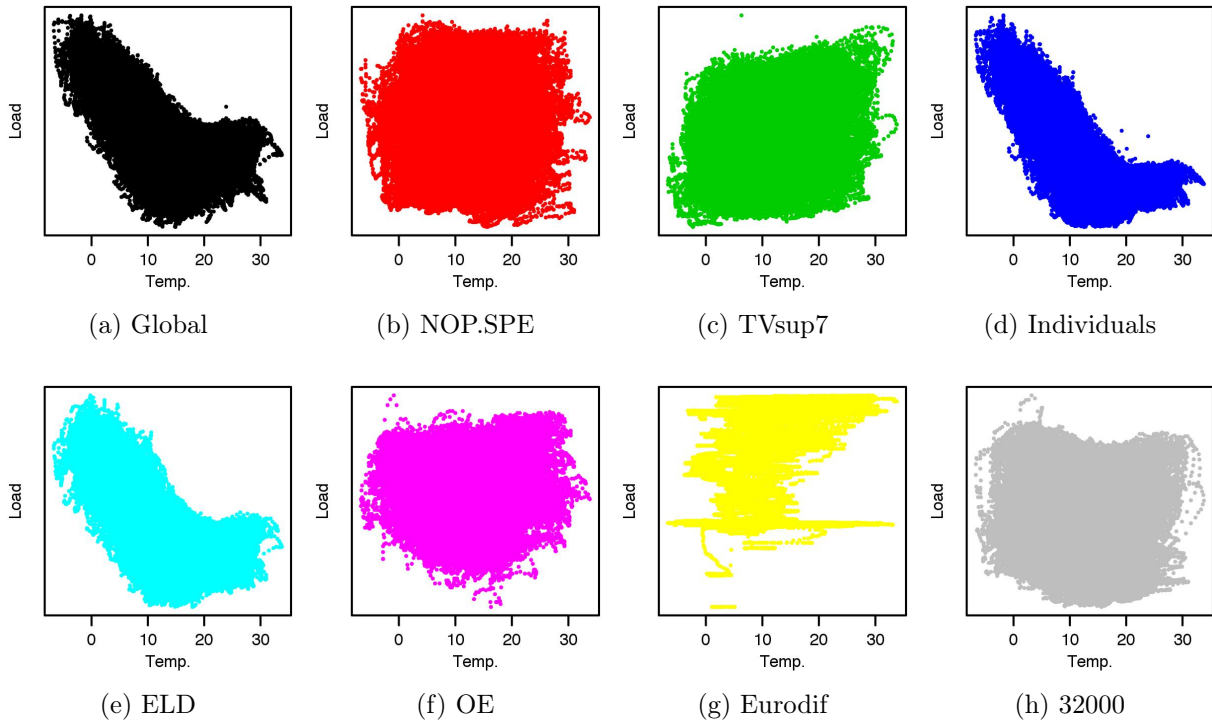 Load
0 10 20 30
Temp.
(a) Global
Load
0 10 20 30
Temp.
(b) NOP.SPE
Load
0 10 20 30
Temp.
(c) TVsup7
Load
0 10 20 30
Temp.
(d) Individuals
Load
0 10 20 30
Temp.
(e) ELD
Load
0 10 20 30
Temp.
(f) OE
Load
0 10 20 30
Temp.
(g) Eurodif
Load
0 10 20 30
Temp.
(h) 32000